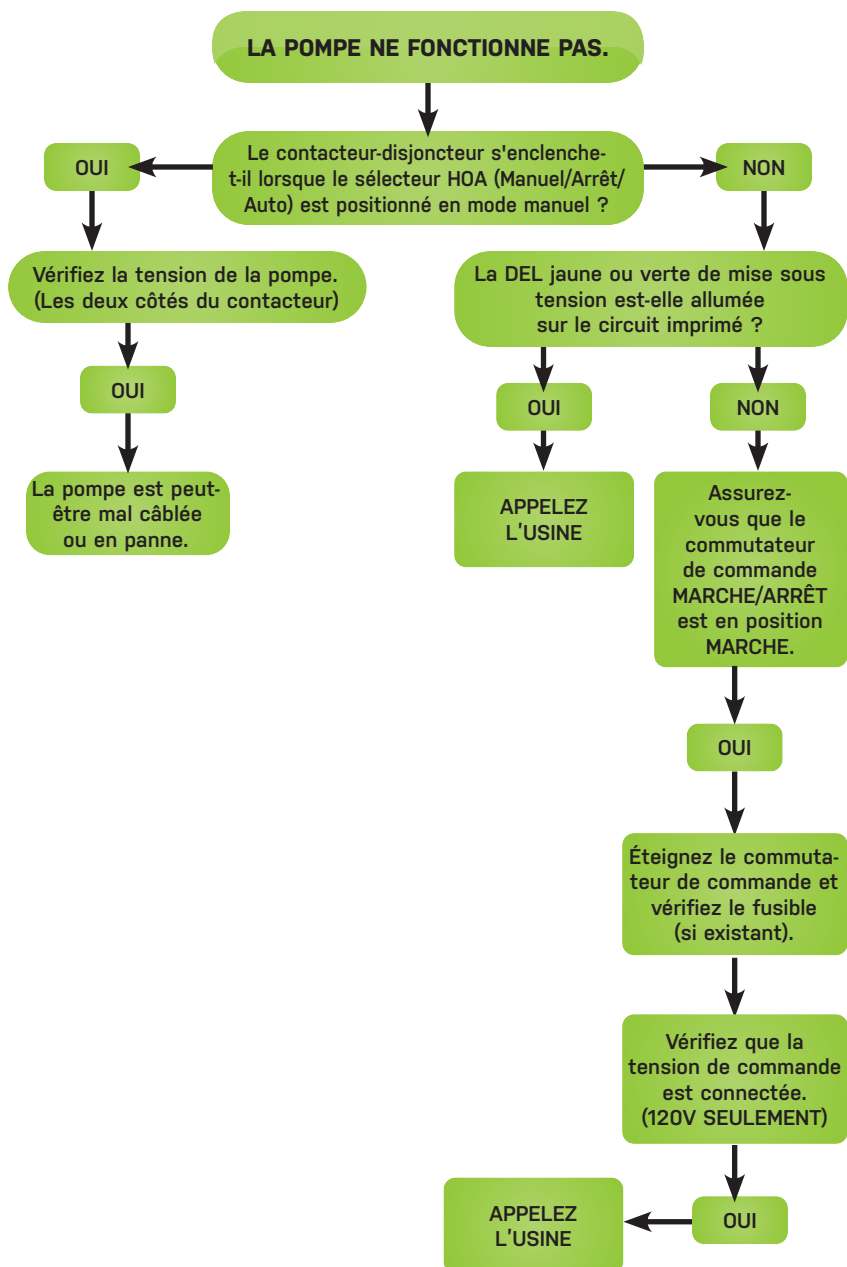 LA POMPE NE FONCTIONNE PAS.
OUI
Le contacteur-disjoncteur s'enclenche-
t-il lorsque le sélecteur HOA (Manuel/Arrêt/
Auto) est positionné en mode manuel ?
NON
Vérifiez la tension de la pompe.
(Les deux côtés du contacteur)
La DEL jaune ou verte de mise sous
tension est-elle allumée
sur le circuit imprimé ?
OUI
OUI
NON
La pompe est peut-
être mal câblée
ou en panne.
APPELEZ
L'USINE
Assurez-
vous que le
commutateur
de commande
MARCHE/ARRÊT
est en position
MARCHE.
OUI
Éteignez le commuta-
teur de commande et
vérifiez le fusible
(si existant).
Vérifiez que la
tension de commande
est connectée.
(120V SEULEMENT)
APPELEZ
L'USINE
OUI